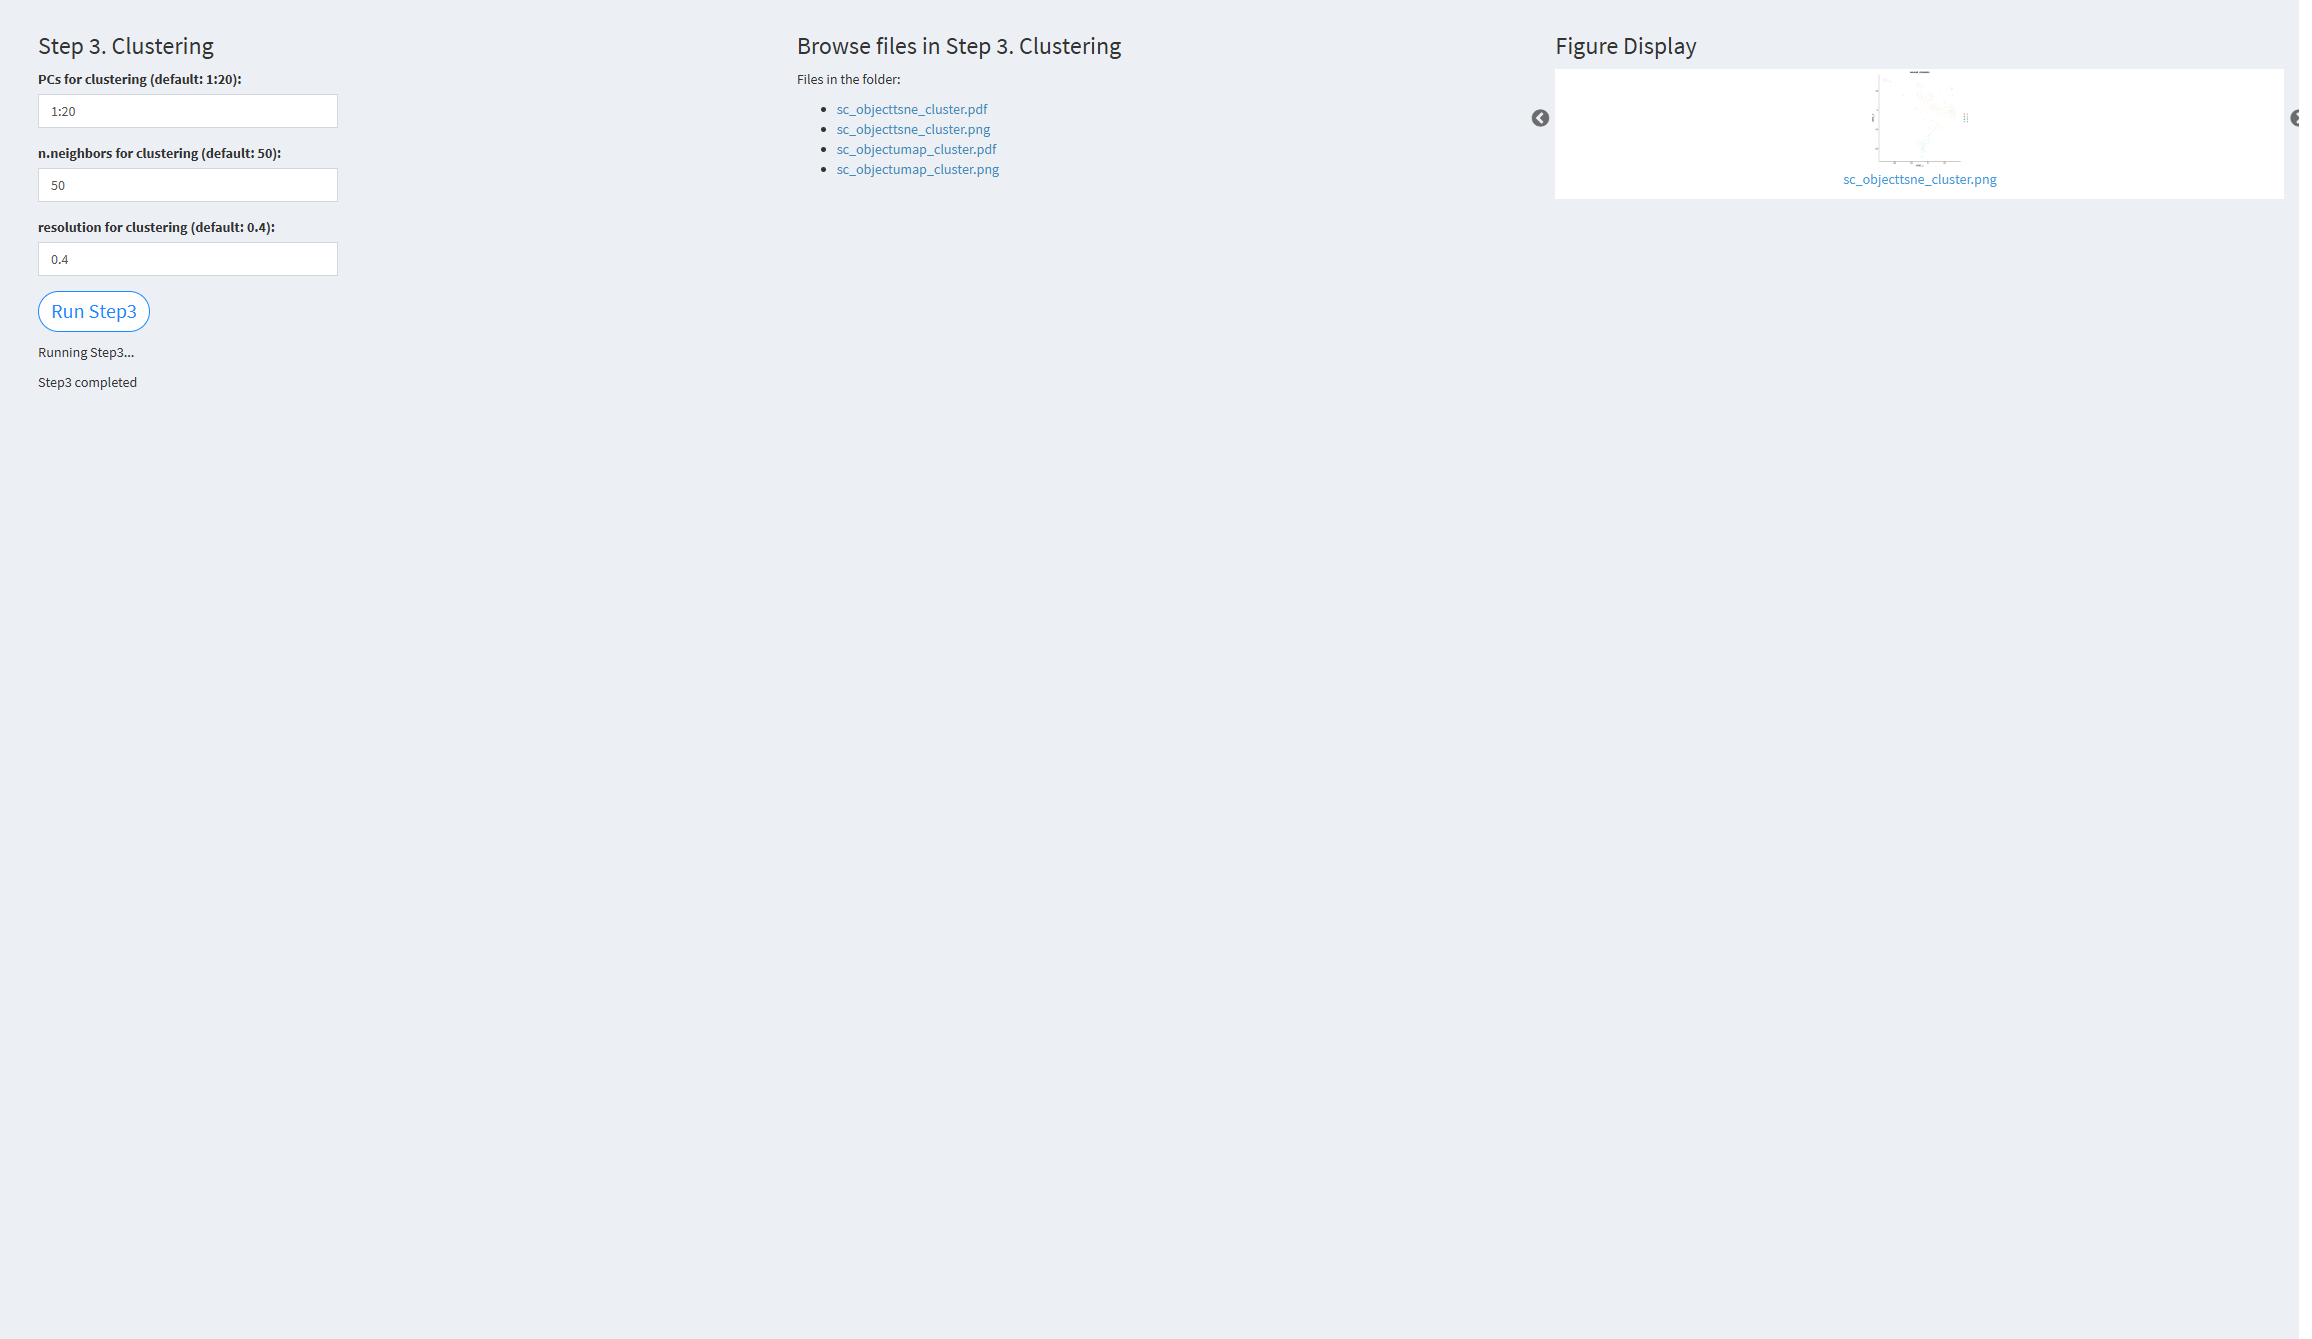 Step 3. Clustering
PCs for clustering (default: 1:20):
1:20
n.neighbors for clustering (default: 50):
50
resolution for clustering (default: 0.4):
0.4
Run Step3
Running Step3...
Step3 completed
Browse files in Step 3. Clustering
Files in the folder:
sc_objecttsne_cluster.pdf
sc_objecttsne_cluster.png
sc_objectumap_cluster.pdf
sc_objectumap_cluster.png
Figure Display
sc_objecttsne_cluster.png